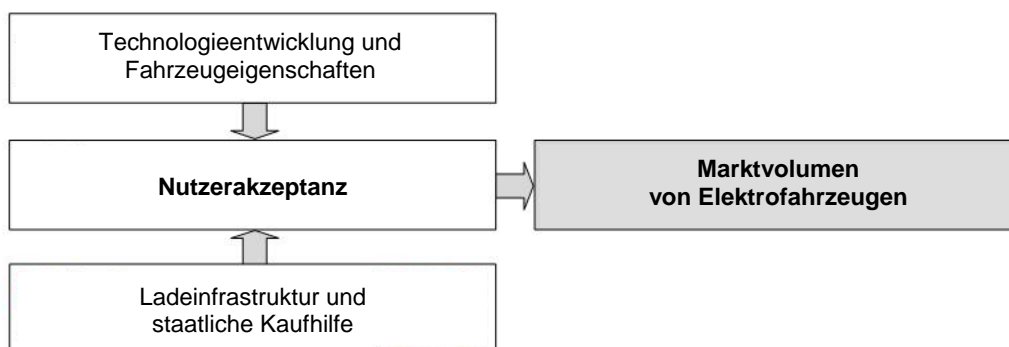 Technologieentwicklung und
Fahrzeugeigenschaften
Nutzerakzeptanz
Marktvolumen
von Elektrofahrzeugen
Ladeinfrastruktur und
staatliche Kaufhilfe